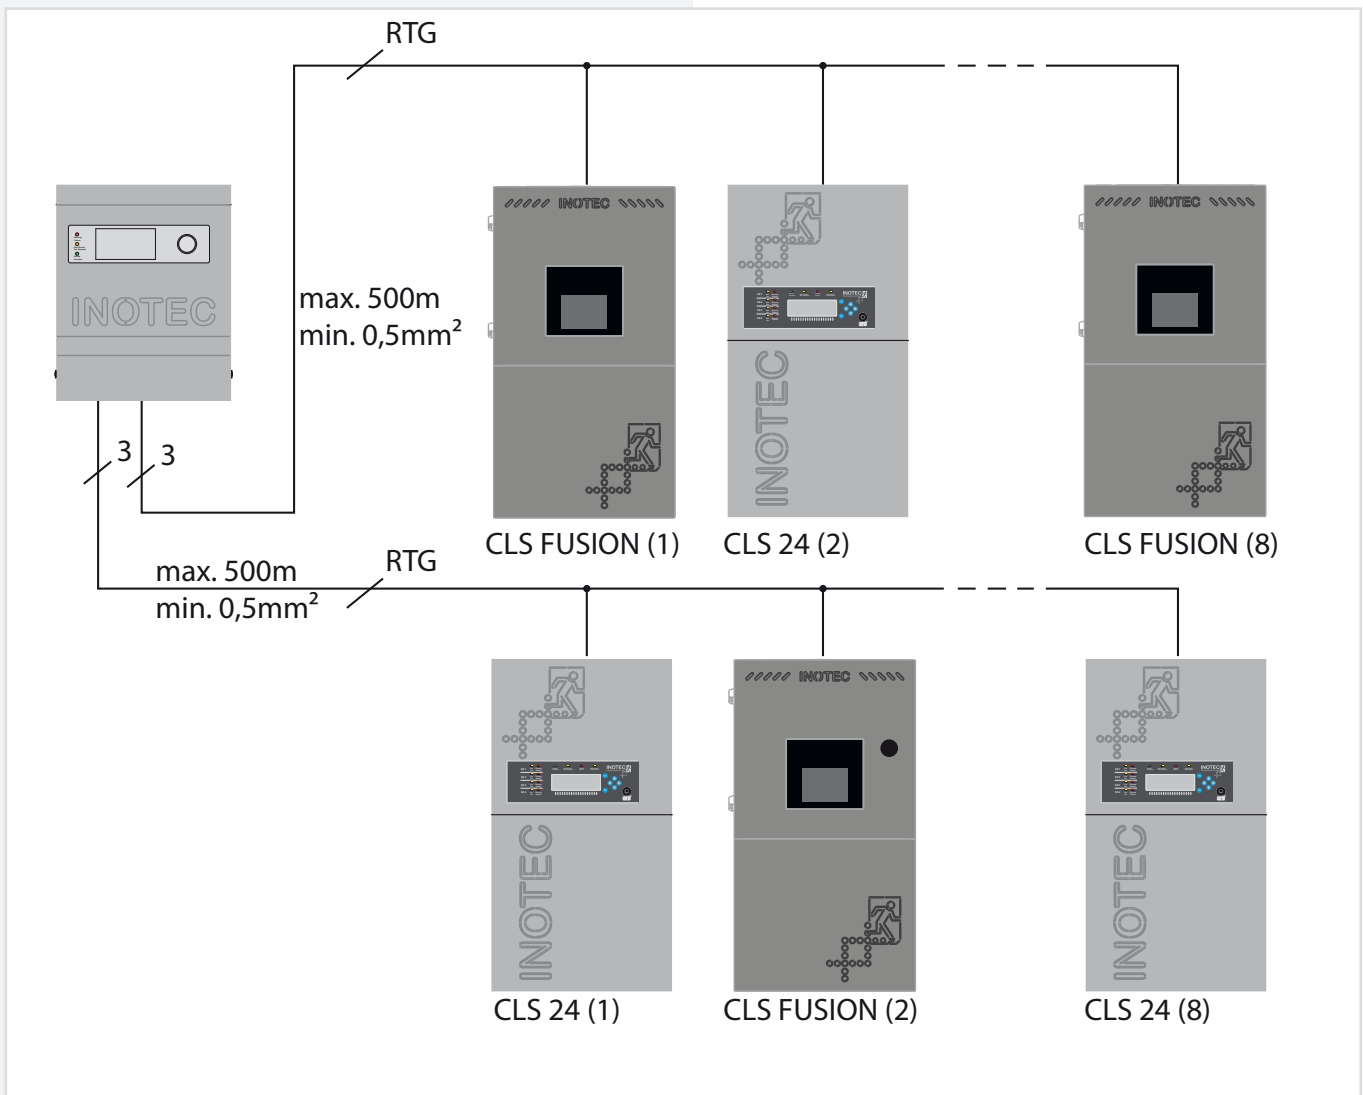 RTG
INOTEC
max. 500m
min. 0,5mm²
3
3
INOTEC
INOTEC
INOTEC
INOTEC
CLS FUSION (1)
CLS 24 (2)
CLS FUSION (8)
max. 500m
min. 0,5mm²
RTG
INOTEC
INOTEC
INOTEC
INOTEC
INOTEC
CLS 24 (1)
CLS FUSION (2)
CLS 24 (8)